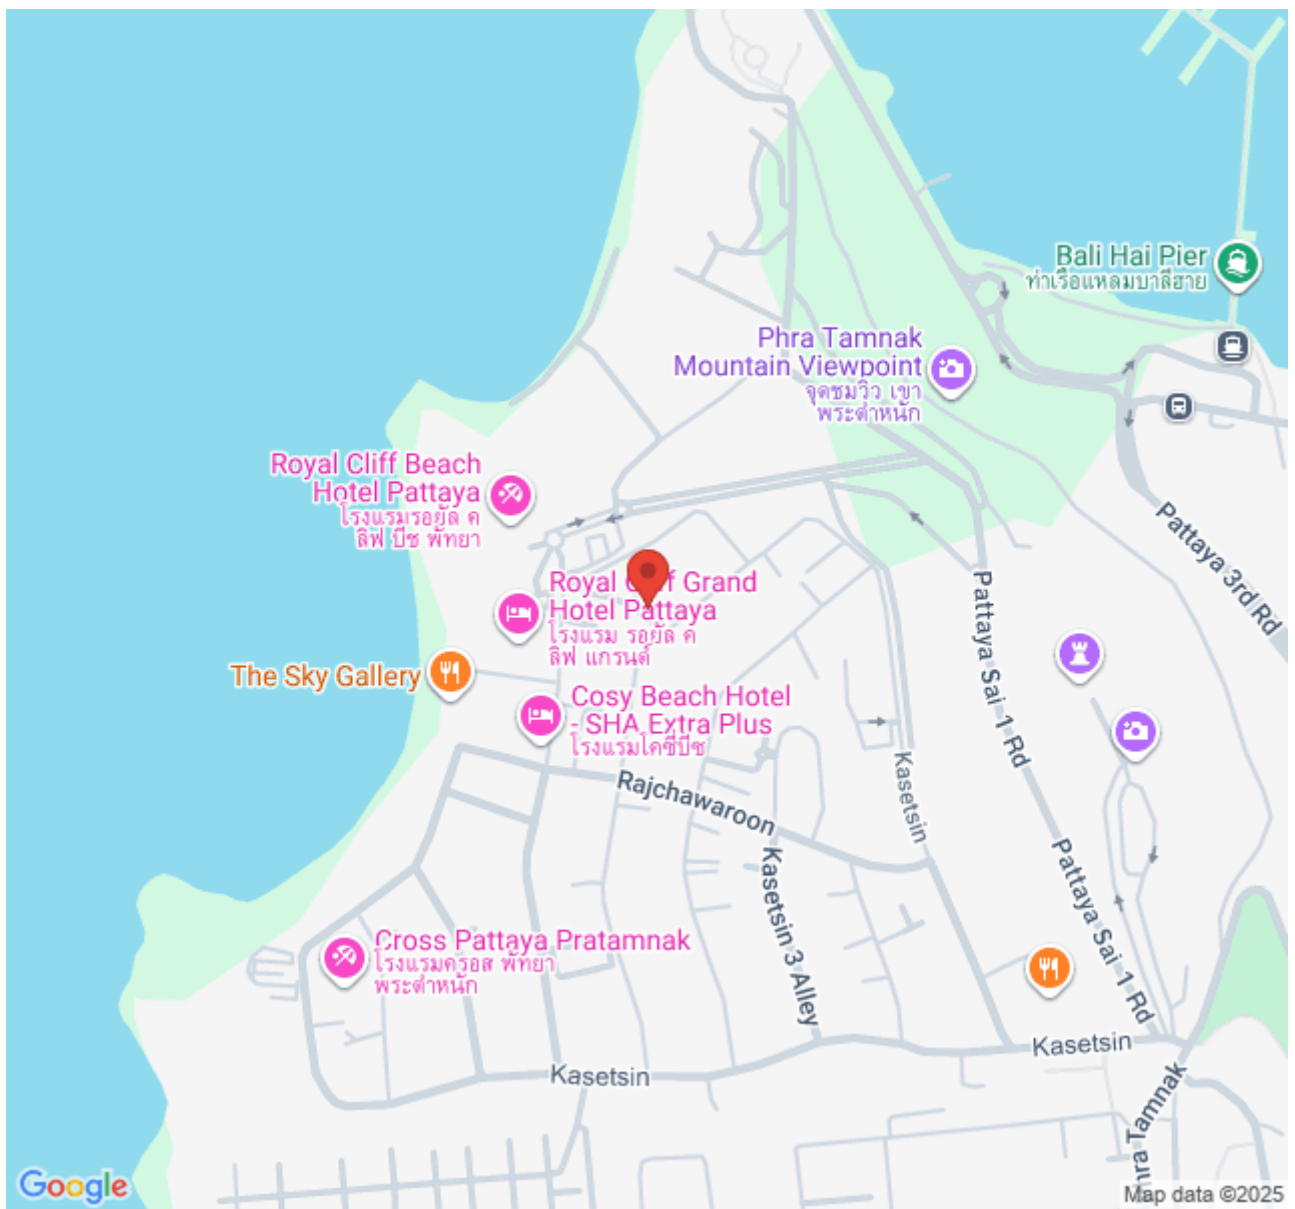 Bali Hai Pier
ท่าเรือแหลมบาลีฮาย
Phra Tamnak
Mountain Viewpoint
จุดชมวิว เขา
พระตำหนัก
Royal Cliff Beach
Hotel Pattaya
โรงแรมรอยัล ค
ลิฟ บีช พัทยา
Pattaya 3rd Rd
Royal Cliff Grand
Hotel Pattaya
โรงแรม รอยัล ค
ลิฟ แกรนด์
Pattaya Sai 1 Rd
The Sky Gallery
Cosy Beach Hotel
- SHA Extra Plus
โรงแรมโคซี่บีช
Rajchawaroon
Kasetsin
Kasetsin 3 Alley
Pattaya Sai 1 Rd
Cross Pattaya Pratamnak
โรงแรมครอส พัทยา
พระตำหนัก
Kasetsin
Kasetsin
Tamnak
Google
Map data ©2025